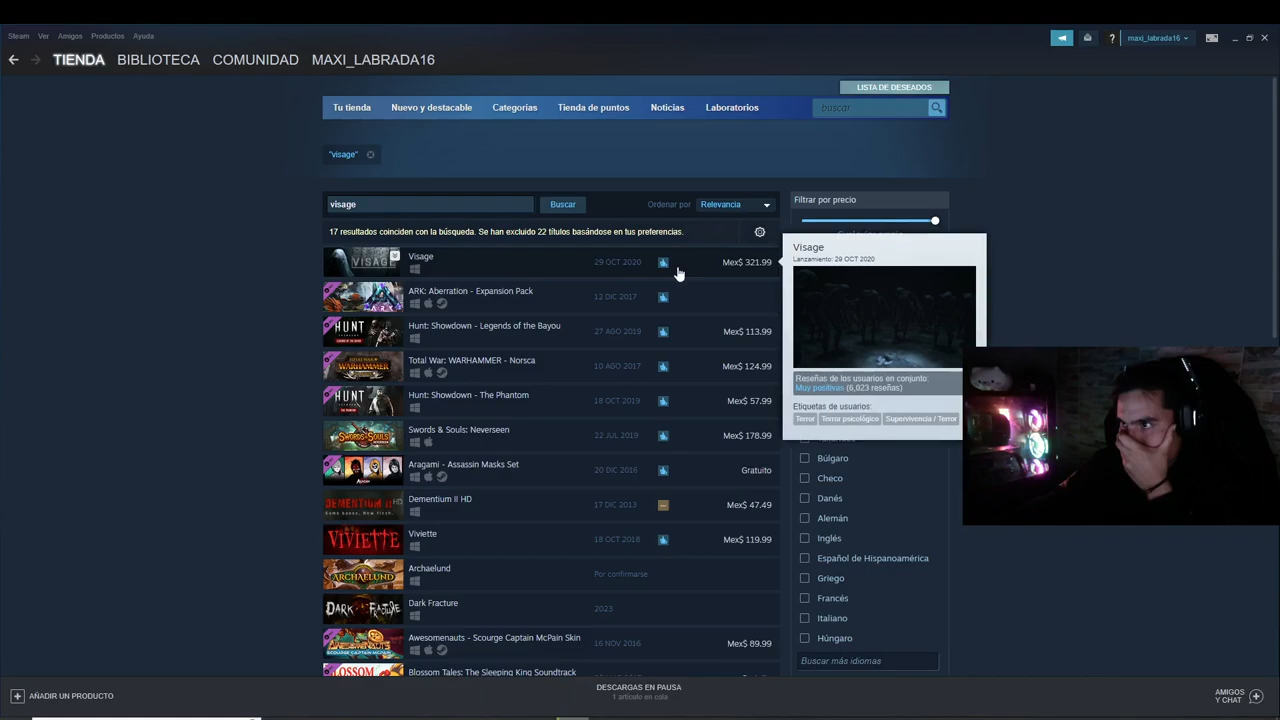 Steam Ver Amigos Productos Ayuda
maxi_labrada16
TIENDA BIBLIOTECA COMUNIDAD MAXI_LABRADA16
LISTA DE DESEADOS
Tu tienda Nuevo y destacable Categorías Tienda de puntos Noticias Laboratorios buscar
"visage"
visage Buscar Ordenar por Relevancia
Filtrar por precio
17 resultados coinciden con la búsqueda. Se han excluido 22 títulos basándose en tus preferencias.
Visage 29 OCT 2020 Mex$ 321.99
ARK: Aberration - Expansion Pack 12 DIC 2017
Hunt: Showdown - Legends of the Bayou 27 AGO 2019 Mex$ 113.99
Total War: WARHAMMER - Norsca 10 AGO 2017 Mex$ 124.99
Hunt: Showdown - The Phantom 18 OCT 2019 Mex$ 57.99
Swords & Souls: Neverseen 22 JUL 2019 Mex$ 178.99
Aragami - Assassin Masks Set 20 DIC 2016 Gratuito
Dementium II HD 17 DIC 2013 Mex$ 47.69
Viviette 18 OCT 2018 Mex$ 119.99
Archaelund Por confirmarse
Dark Fracture 2023
Awesomenauts - Scourge Captain McPain Skin 16 NOV 2016 Mex$ 89.99
Blossom Tales: The Sleeping King Soundtrack
Visage
Lanzamiento: 29 OCT 2020
Reseñas de los usuarios en conjunto:
Muy positivas (6,023 reseñas)
Etiquetas de usuarios:
Terror Terror psicológico Supervivencia / Terror
Búlgaro
Checo
Danés
Alemán
Inglés
Español de Hispanoamérica
Griego
Francés
Italiano
Húngaro
Buscar más idiomas
AÑADIR UN PRODUCTO
DESCARGAS EN PAUSA
1 artículo en cola
AMIGOS
Y CHAT